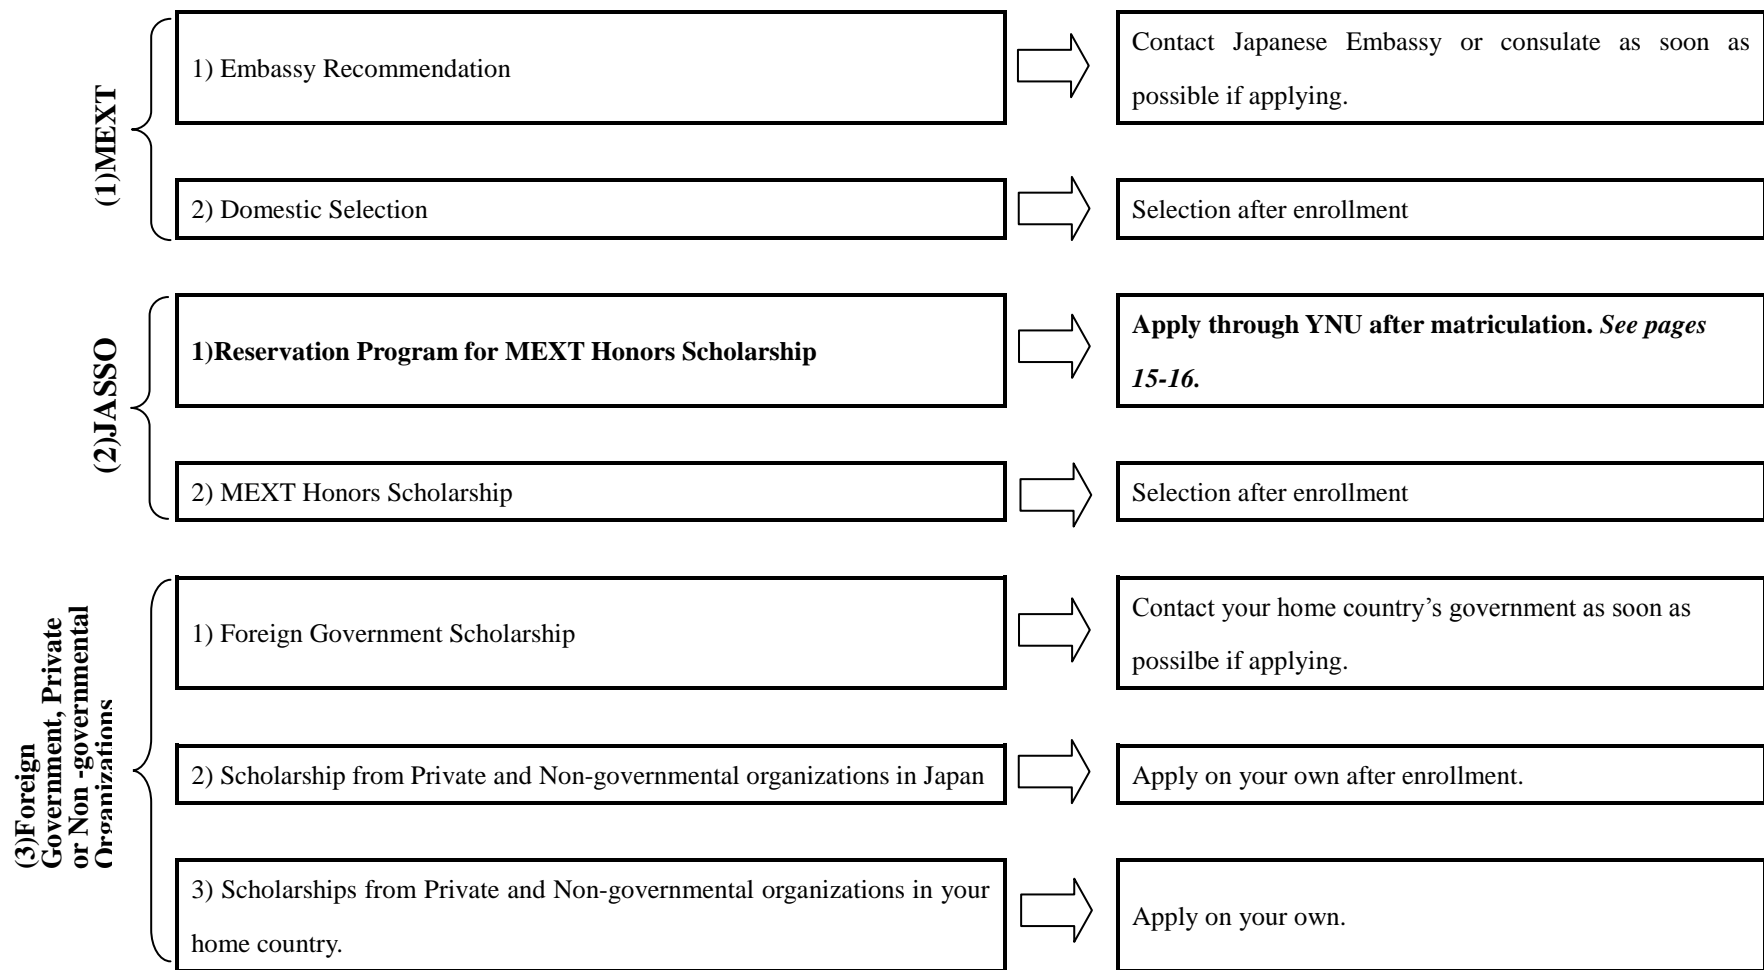 (1)MEXT
1) Embassy Recommendation
Contact Japanese Embassy or consulate as soon as
possible if applying.
2) Domestic Selection
Selection after enrollment
(2)JASSO
1)Reservation Program for MEXT Honors Scholarship
Apply through YNU after matriculation. See pages
15-16.
2) MEXT Honors Scholarship
Selection after enrollment
(3)Foreign
Government, Private
or Non -governmental
Organizations
1) Foreign Government Scholarship
Contact your home country’s government as soon as
possilbe if applying.
2) Scholarship from Private and Non-governmental organizations in Japan
Apply on your own after enrollment.
3) Scholarships from Private and Non-governmental organizations in your
home country.
Apply on your own.